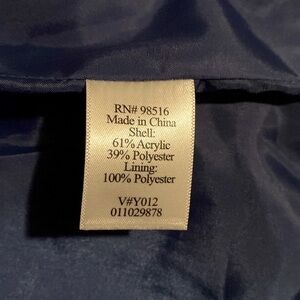 RN# 98516
Made in China
Shell:
61% Acrylic
39% Polyester
Lining:
100% Polyester
V#Y012
011029878